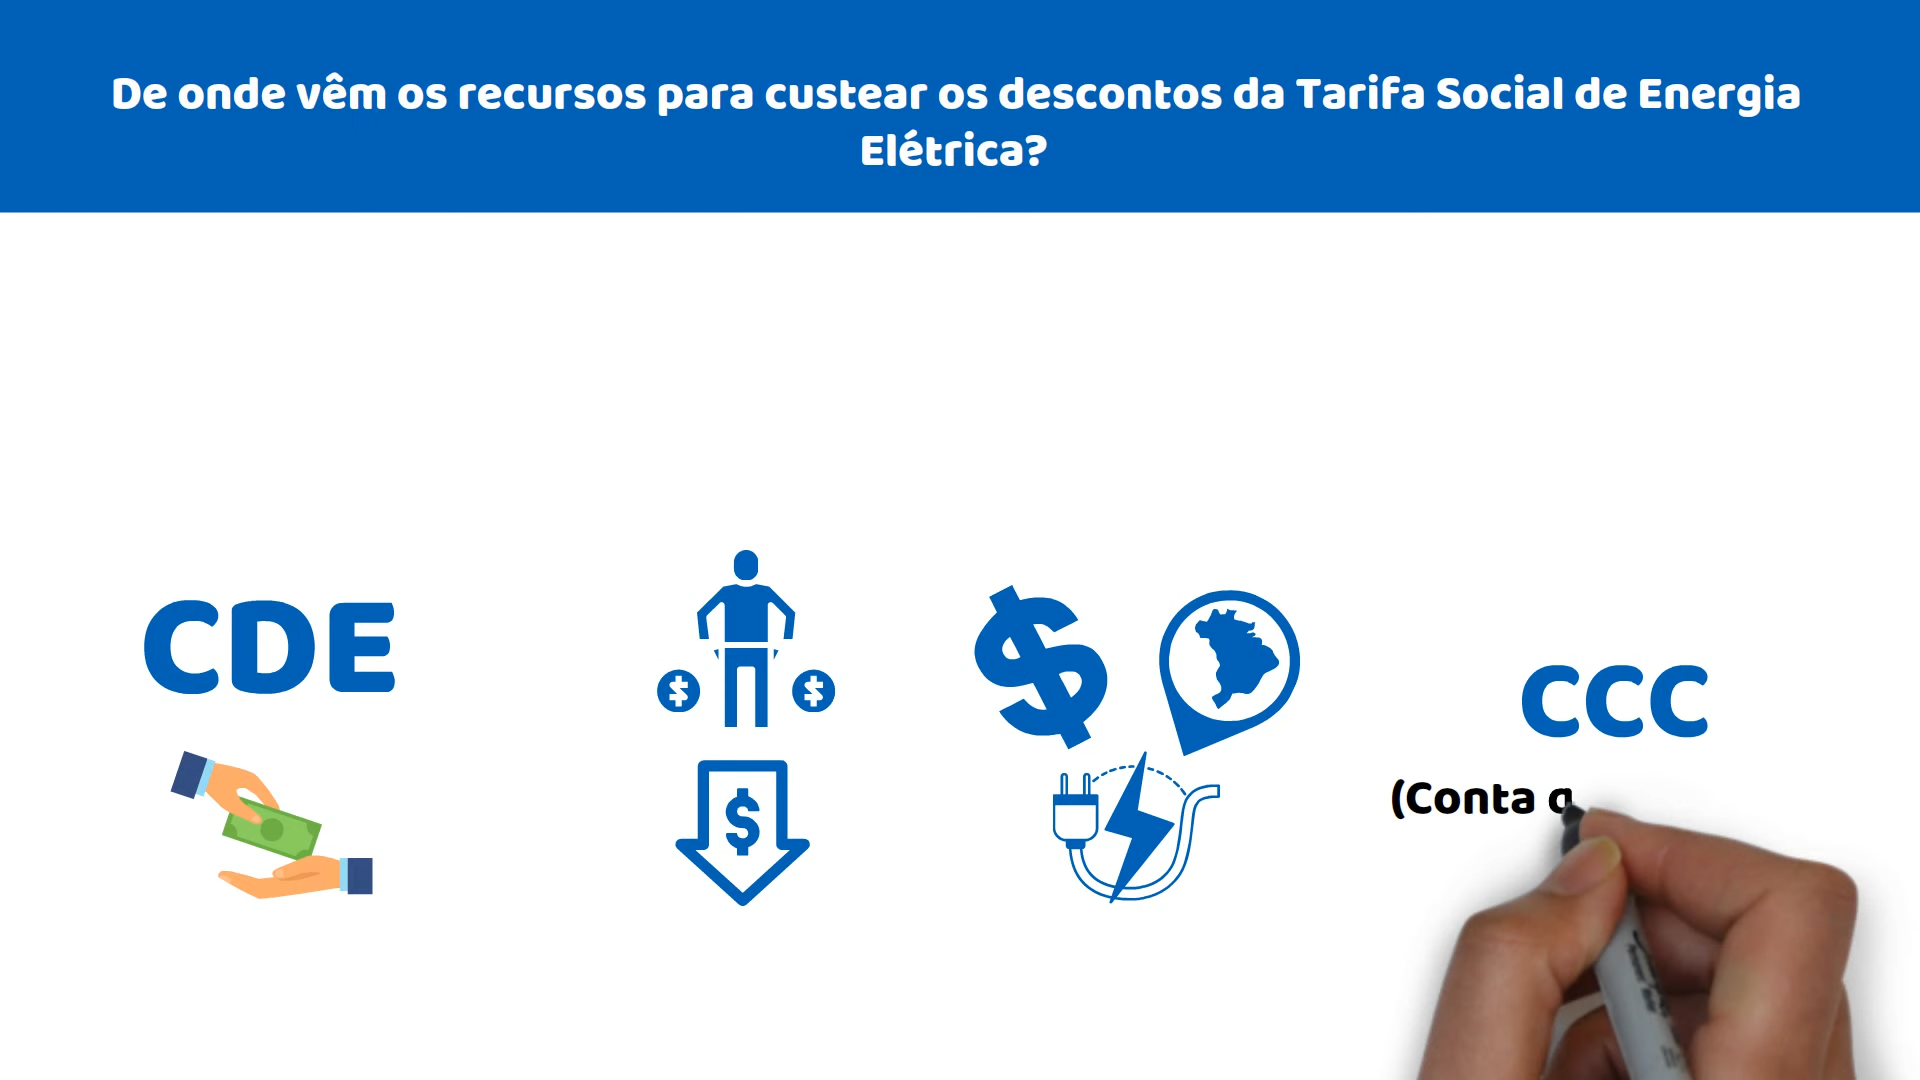 De onde vêm os recursos para custear os descontos da Tarifa Social de Energia
Elétrica?
CDE
CCC
(Conta